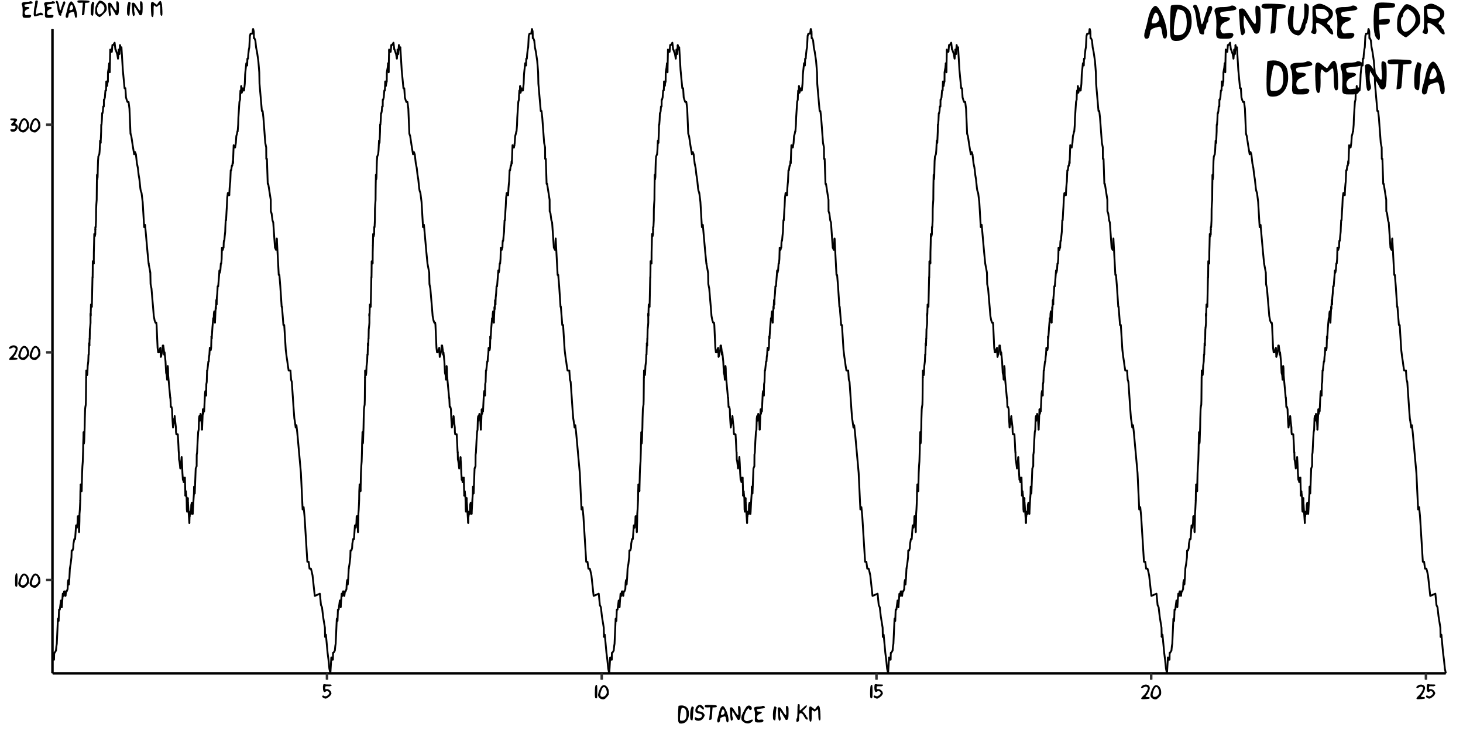 ELEVATION IN M
ADVENTURE FOR
DEMENTIA
300
200
100
5
10
15
20
25
DISTANCE IN KM